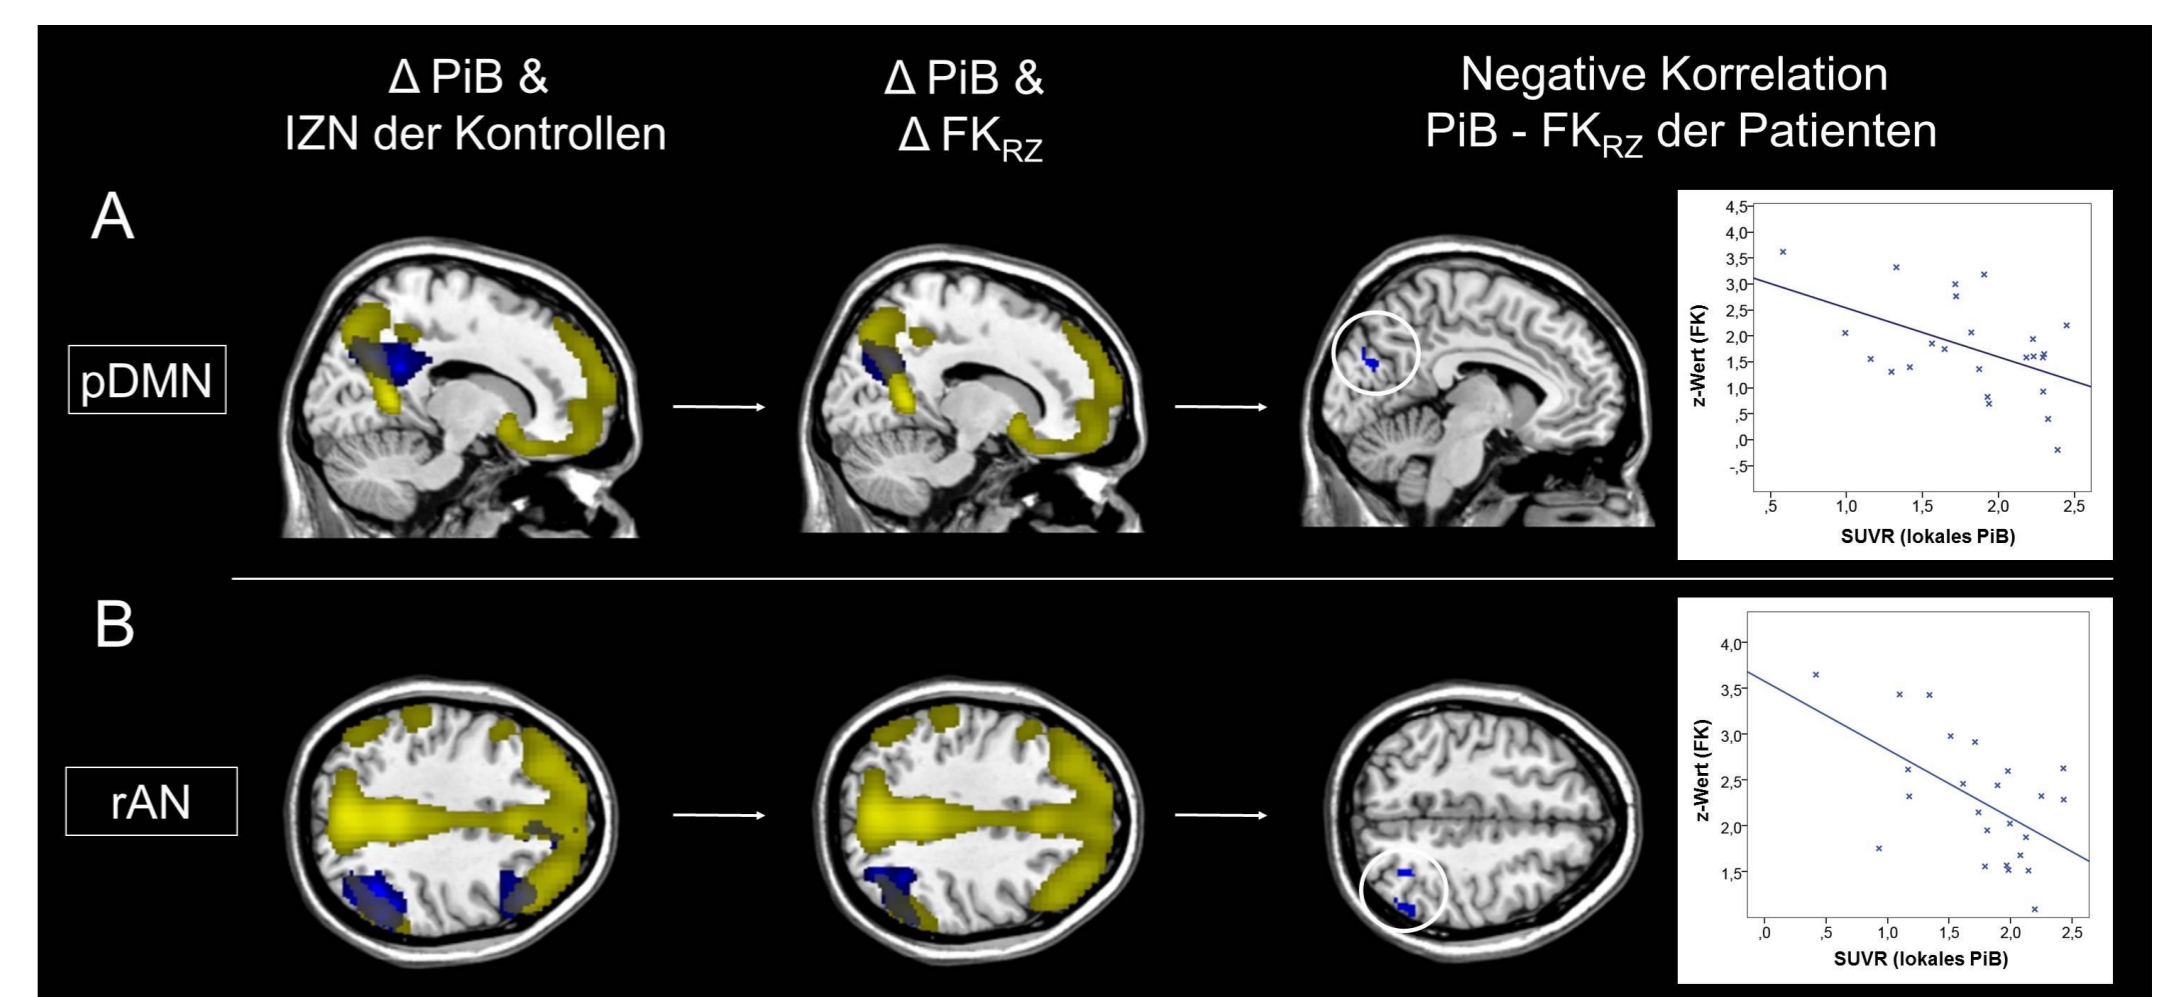 Δ PiB &
IZN der Kontrollen
Δ PiB &
Δ FK_RZ
Negative Korrelation
PiB - FK_RZ der Patienten
A
pDMN
4,5
4,0
3,5
3,0
2,5
2,0
1,5
1,0
,5
,0
-,5
z-Wert (FK)
,5 1,0 1,5 2,0 2,5
SUVR (lokales PiB)
B
rAN
4,0
3,5
3,0
2,5
2,0
1,5
z-Wert (FK)
,0 ,5 1,0 1,5 2,0 2,5
SUVR (lokales PiB)